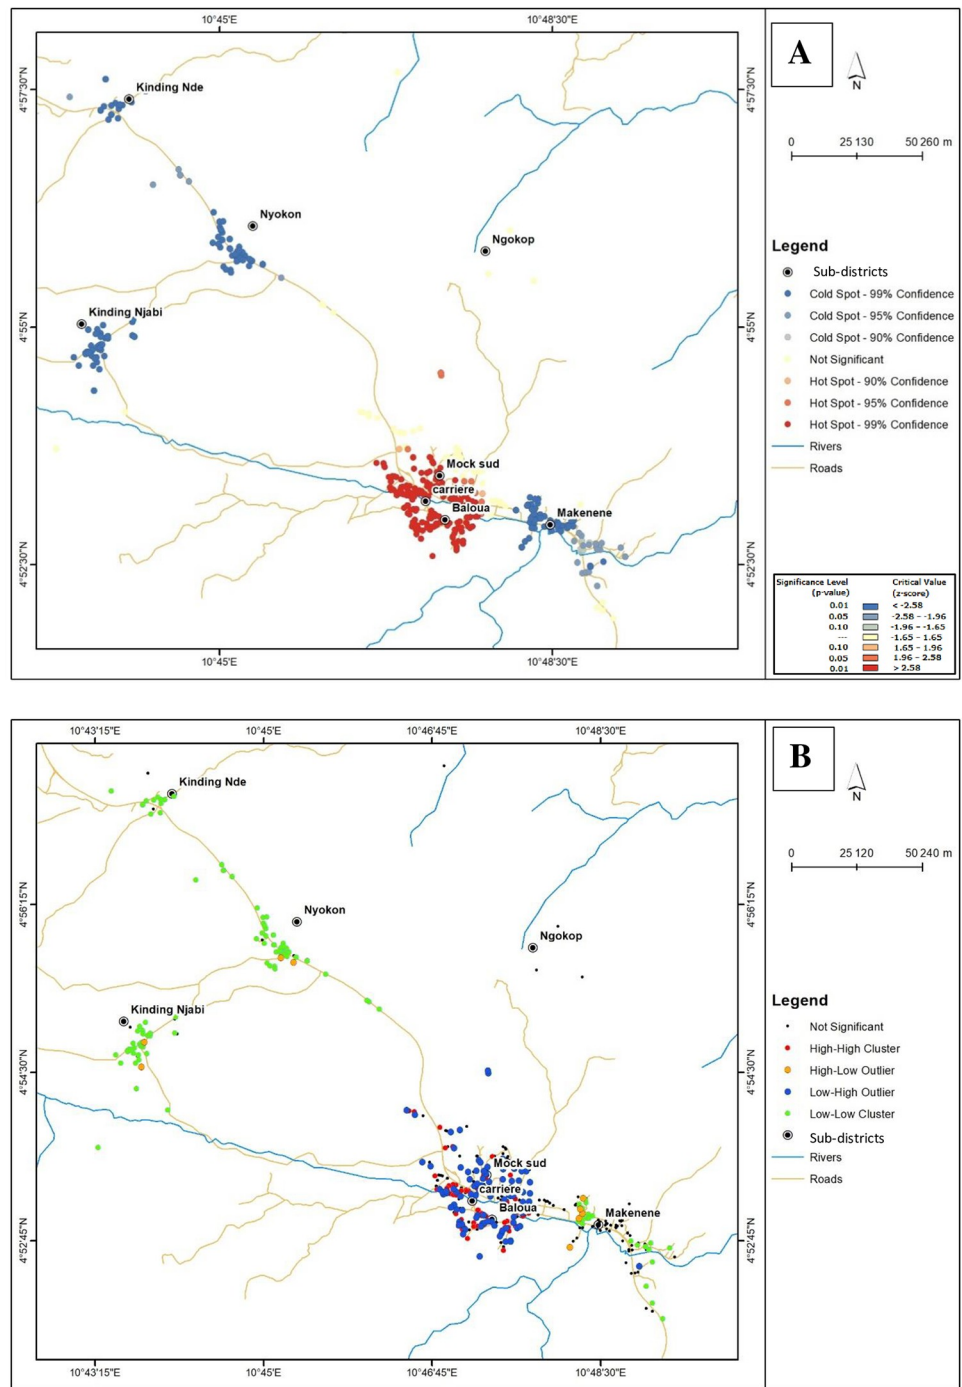 10°45'E
10°48'30"E
A
N
4°57'30"N
4°57'30"N
Kinding Nde
0
25 130
50 260 m
Nyokon
Ngokop
Legend
Sub-districts
Cold Spot - 99% Confidence
Cold Spot - 95% Confidence
Cold Spot - 90% Confidence
Not Significant
Hot Spot - 90% Confidence
Hot Spot - 95% Confidence
Hot Spot - 99% Confidence
Rivers
Roads
Kinding Njabi
4°55'N
4°55'N
Mock sud
carriere
Baloua
Makenene
4°52'30"N
4°52'30"N
Significance Level Critical Value
(p-value) (z-score)
0.01 < -2.58
0.05 -2.58 – -1.96
0.10 -1.96 – -1.65
--- -1.65 – 1.65
0.10 1.65 – 1.96
0.05 1.96 – 2.58
0.01 > 2.58
10°45'E
10°48'30"E
10°43'15"E
10°45'E
10°46'45"E
10°48'30"E
B
N
Kinding Nde
0
25 120
50 240 m
4°56'15"N
4°56'15"N
Nyokon
Ngokop
Legend
Not Significant
High-High Cluster
High-Low Outlier
Low-High Outlier
Low-Low Cluster
Sub-districts
Rivers
Roads
Kinding Njabi
4°54'30"N
4°54'30"N
Mock sud
carriere
Baloua
Makenene
4°52'45"N
4°52'45"N
10°43'15"E
10°45'E
10°46'45"E
10°48'30"E